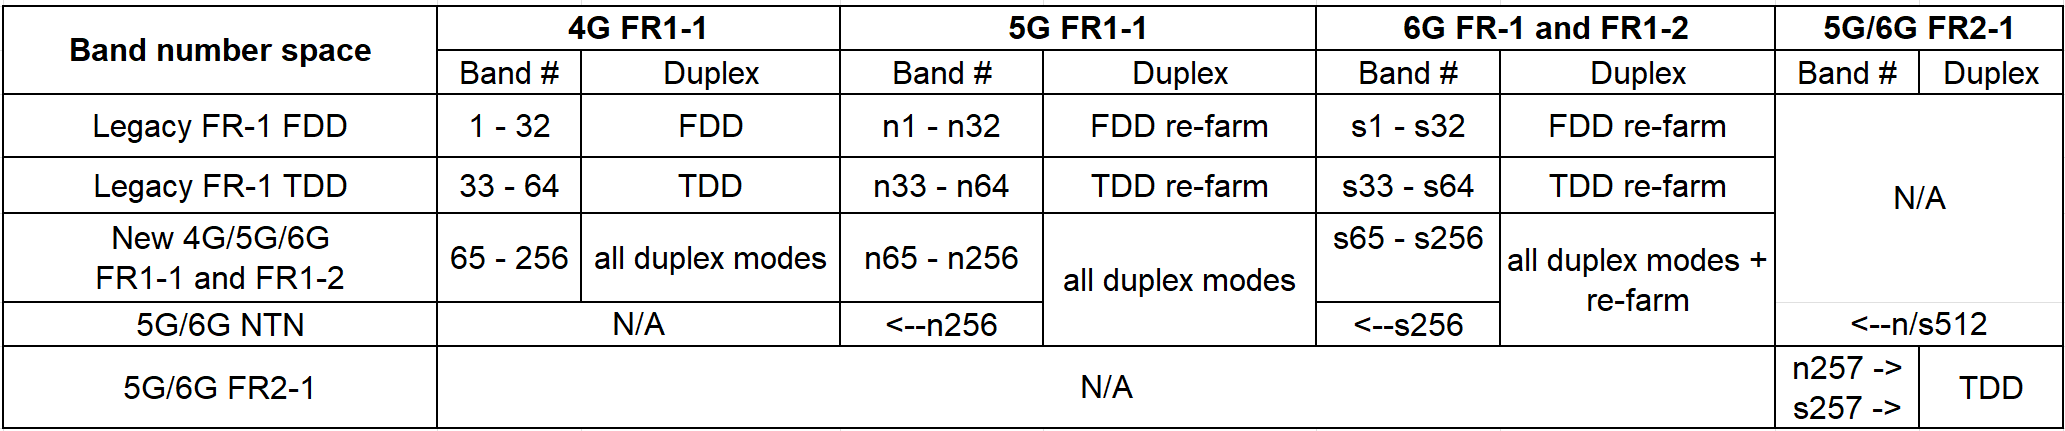 Band number space
4G FR1-1
5G FR1-1
6G FR-1 and FR1-2
5G/6G FR2-1
Band #
Duplex
Band #
Duplex
Band #
Duplex
Band #
Duplex
Legacy FR-1 FDD
1 - 32
FDD
n1 - n32
FDD re-farm
s1 - s32
FDD re-farm
N/A
Legacy FR-1 TDD
33 - 64
TDD
n33 - n64
TDD re-farm
s33 - s64
TDD re-farm
New 4G/5G/6G
FR1-1 and FR1-2
65 - 256
all duplex modes
n65 - n256
all duplex modes
s65 - s256
all duplex modes +
re-farm
5G/6G NTN
N/A
<--n256
<--s256
<--n/s512
5G/6G FR2-1
N/A
n257 ->
s257 ->
TDD